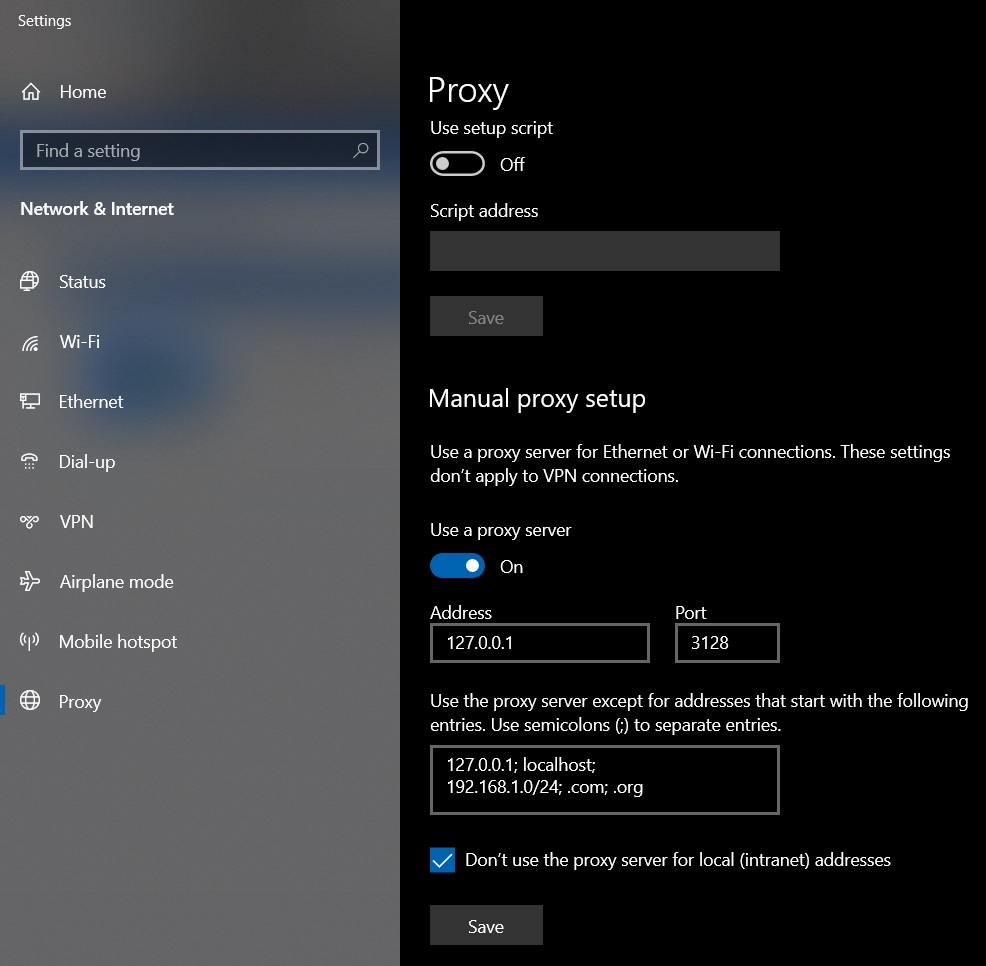 Settings
Home
Find a setting
Network & Internet
Status
Wi-Fi
Ethernet
Dial-up
VPN
Airplane mode
Mobile hotspot
Proxy
Proxy
Use setup script
Off
Script address
Save
Manual proxy setup
Use a proxy server for Ethernet or Wi-Fi connections. These settings
don’t apply to VPN connections.
Use a proxy server
On
Address Port
127.0.0.1 3128
Use the proxy server except for addresses that start with the following
entries. Use semicolons (;) to separate entries.
127.0.0.1; localhost;
192.168.1.0/24; .com; .org
Don’t use the proxy server for local (intranet) addresses
Save